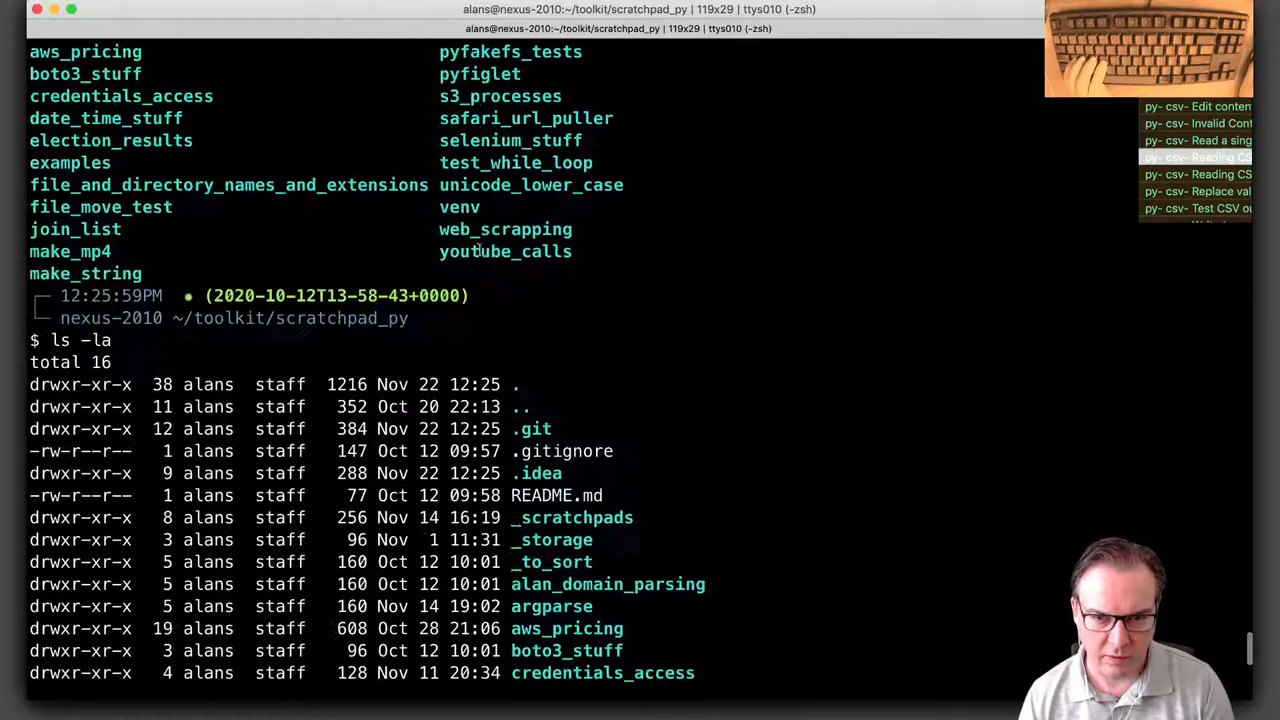 alans@nexus-2010:~/toolkit/scratchpad_py | 119x29 | ttys010 (-zsh)
alans@nexus-2010:~/toolkit/scratchpad_py | 119x29 | ttys010 (-zsh)
aws_pricing pyfakefs_tests
boto3_stuff pyfiglet
credentials_access s3_processes
date_time_stuff safari_url_puller
election_results selenium_stuff
examples test_while_loop
file_and_directory_names_and_extensions unicode_lower_case
file_move_test venv
join_list web_scrapping
make_mp4 youtube_calls
make_string
12:25:59PM ✹ (2020-10-12T13-58-43+0000)
nexus-2010 ~/toolkit/scratchpad_py
$ ls -la
total 16
drwxr-xr-x 38 alans staff 1216 Nov 22 12:25 .
drwxr-xr-x 11 alans staff 352 Oct 20 22:13 ..
drwxr-xr-x 12 alans staff 384 Nov 22 12:25 .git
-rw-r--r-- 1 alans staff 147 Oct 12 09:57 .gitignore
drwxr-xr-x 9 alans staff 288 Nov 22 12:25 .idea
-rw-r--r-- 1 alans staff 77 Oct 12 09:58 README.md
drwxr-xr-x 8 alans staff 256 Nov 14 16:19 _scratchpads
drwxr-xr-x 3 alans staff 96 Nov 1 11:31 _storage
drwxr-xr-x 5 alans staff 160 Oct 12 10:01 _to_sort
drwxr-xr-x 5 alans staff 160 Oct 12 10:01 alan_domain_parsing
drwxr-xr-x 5 alans staff 160 Nov 14 19:02 argparse
drwxr-xr-x 19 alans staff 608 Oct 28 21:06 aws_pricing
drwxr-xr-x 3 alans staff 96 Oct 12 10:01 boto3_stuff
drwxr-xr-x 4 alans staff 128 Nov 11 20:34 credentials_access
py- csv- Edit conten
py- csv- Invalid Cont
py- csv- Read a sing
py- csv- Reading CS
py- csv- Reading CS
py- csv- Replace val
py- csv- Test CSV ou